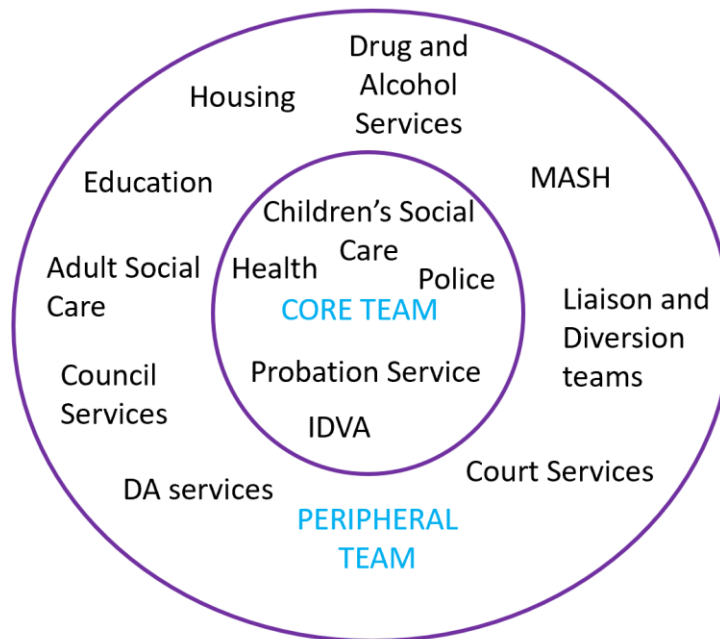 Drug and
Alcohol
Services
Housing
MASH
Education
Children's Social
Care
Health
Police
Adult Social
Care
CORE TEAM
Liaison and
Diversion
teams
Council
Services
Probation Service
IDVA
Court Services
DA services
PERIPHERAL
TEAM